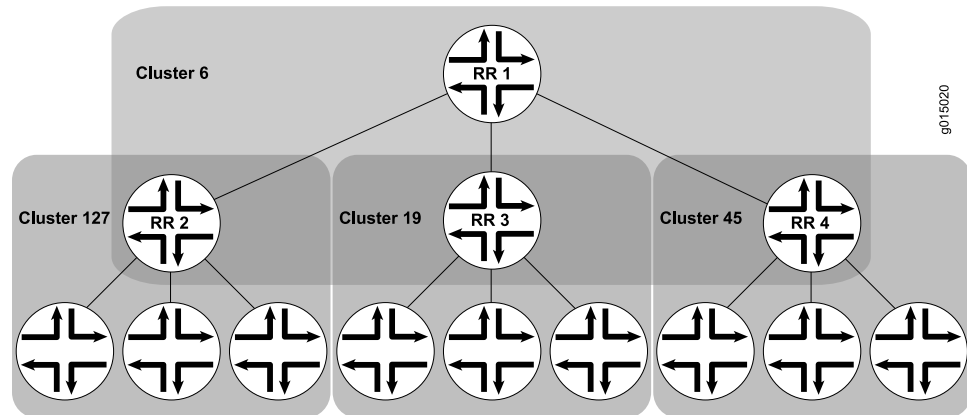 Cluster 6
RR 1
g015020
Cluster 127
RR 2
Cluster 19
RR 3
Cluster 45
RR 4